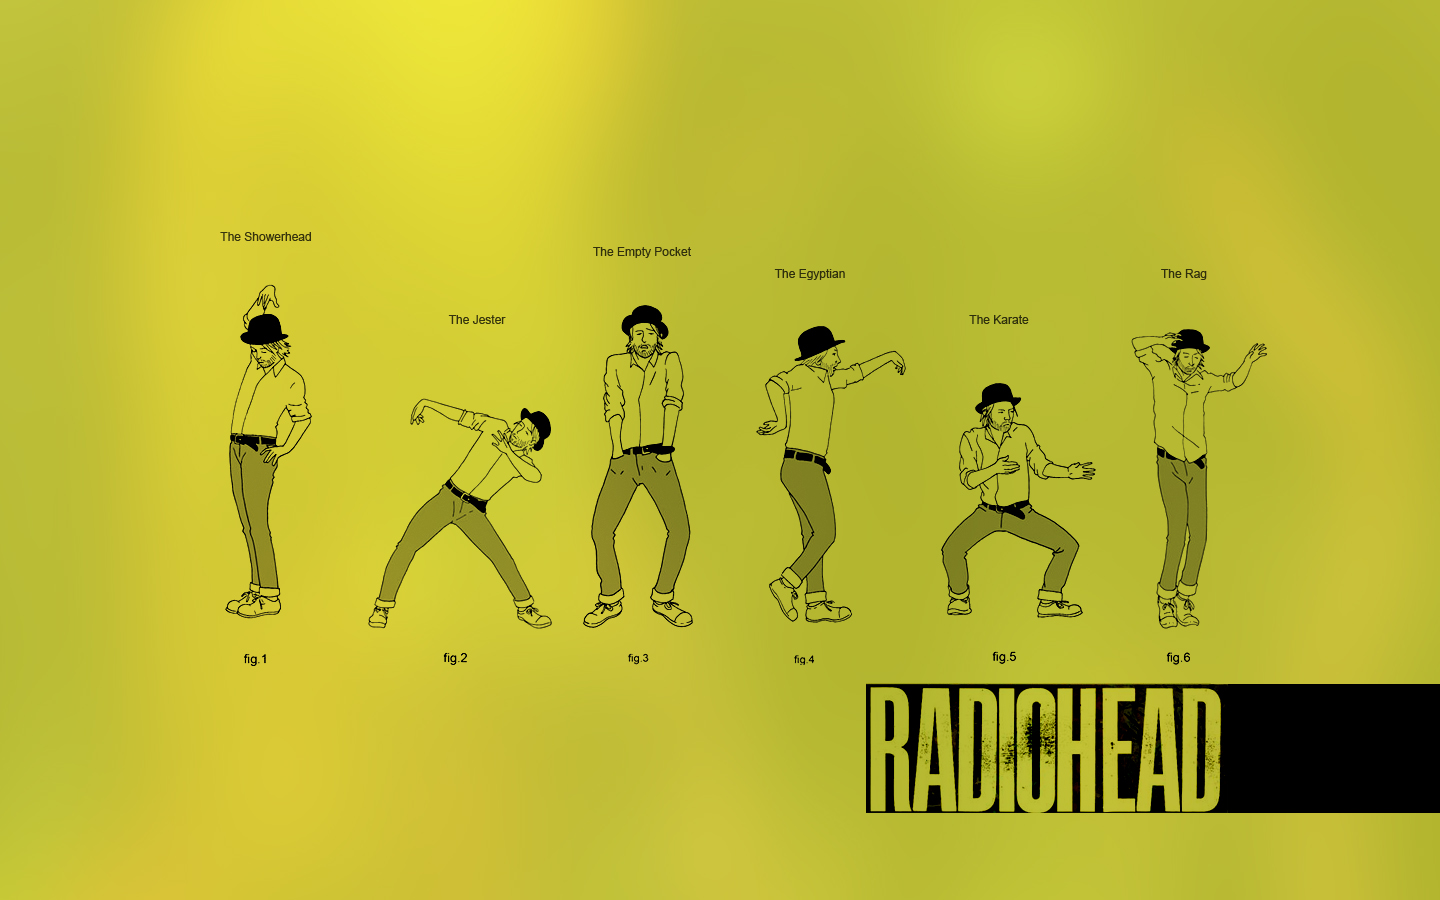 The Showerhead
The Jester
The Empty Pocket
The Egyptian
The Karate
The Rag
fig.1
fig.2
fig.3
fig.4
fig.5
fig.6
RADIOHEAD